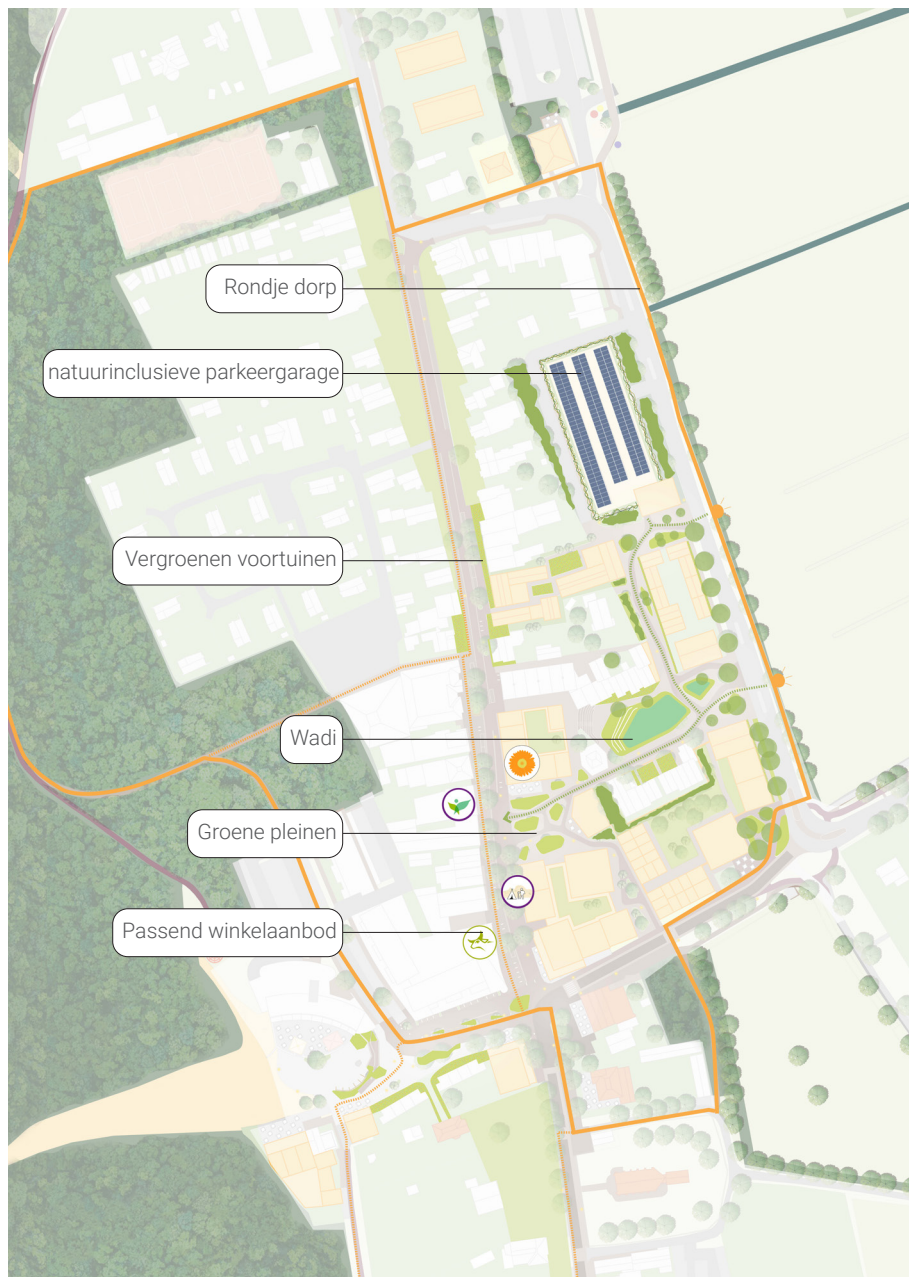 Rondje dorp
natuurinclusieve parkeergarage
Vergroenen voortuinen
Wadi
Groene pleinen
Passend winkelaanbod